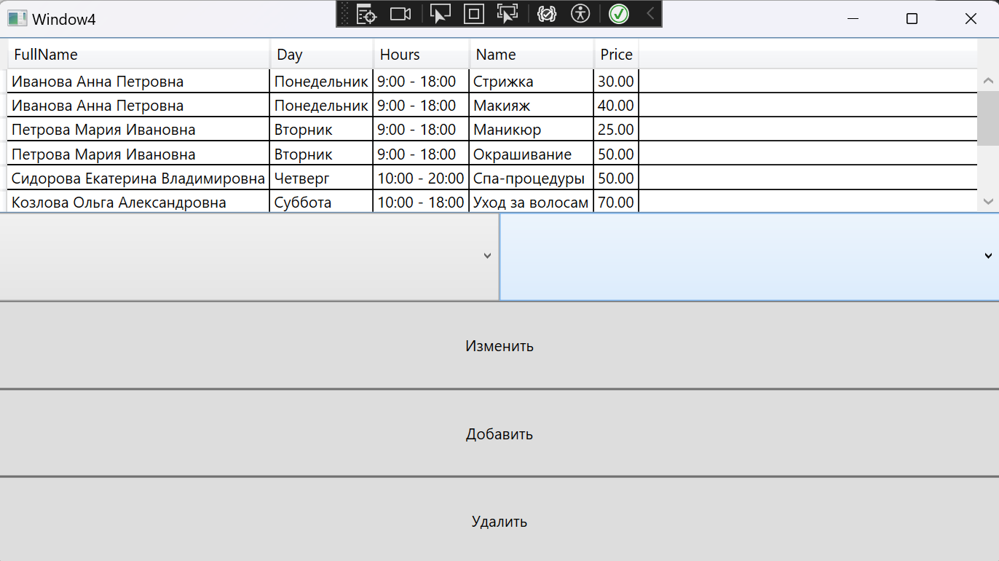 Window4
FullName Day Hours Name Price
Иванова Анна Петровна Понедельник 9:00 - 18:00 Стрижка 30.00
Иванова Анна Петровна Понедельник 9:00 - 18:00 Макияж 40.00
Петрова Мария Ивановна Вторник 9:00 - 18:00 Маникюр 25.00
Петрова Мария Ивановна Вторник 9:00 - 18:00 Окрашивание 50.00
Сидорова Екатерина Владимировна Четверг 10:00 - 20:00 Спа-процедуры 50.00
Козлова Ольга Александровна Суббота 10:00 - 18:00 Уход за волосам 70.00
Изменить
Добавить
Удалить